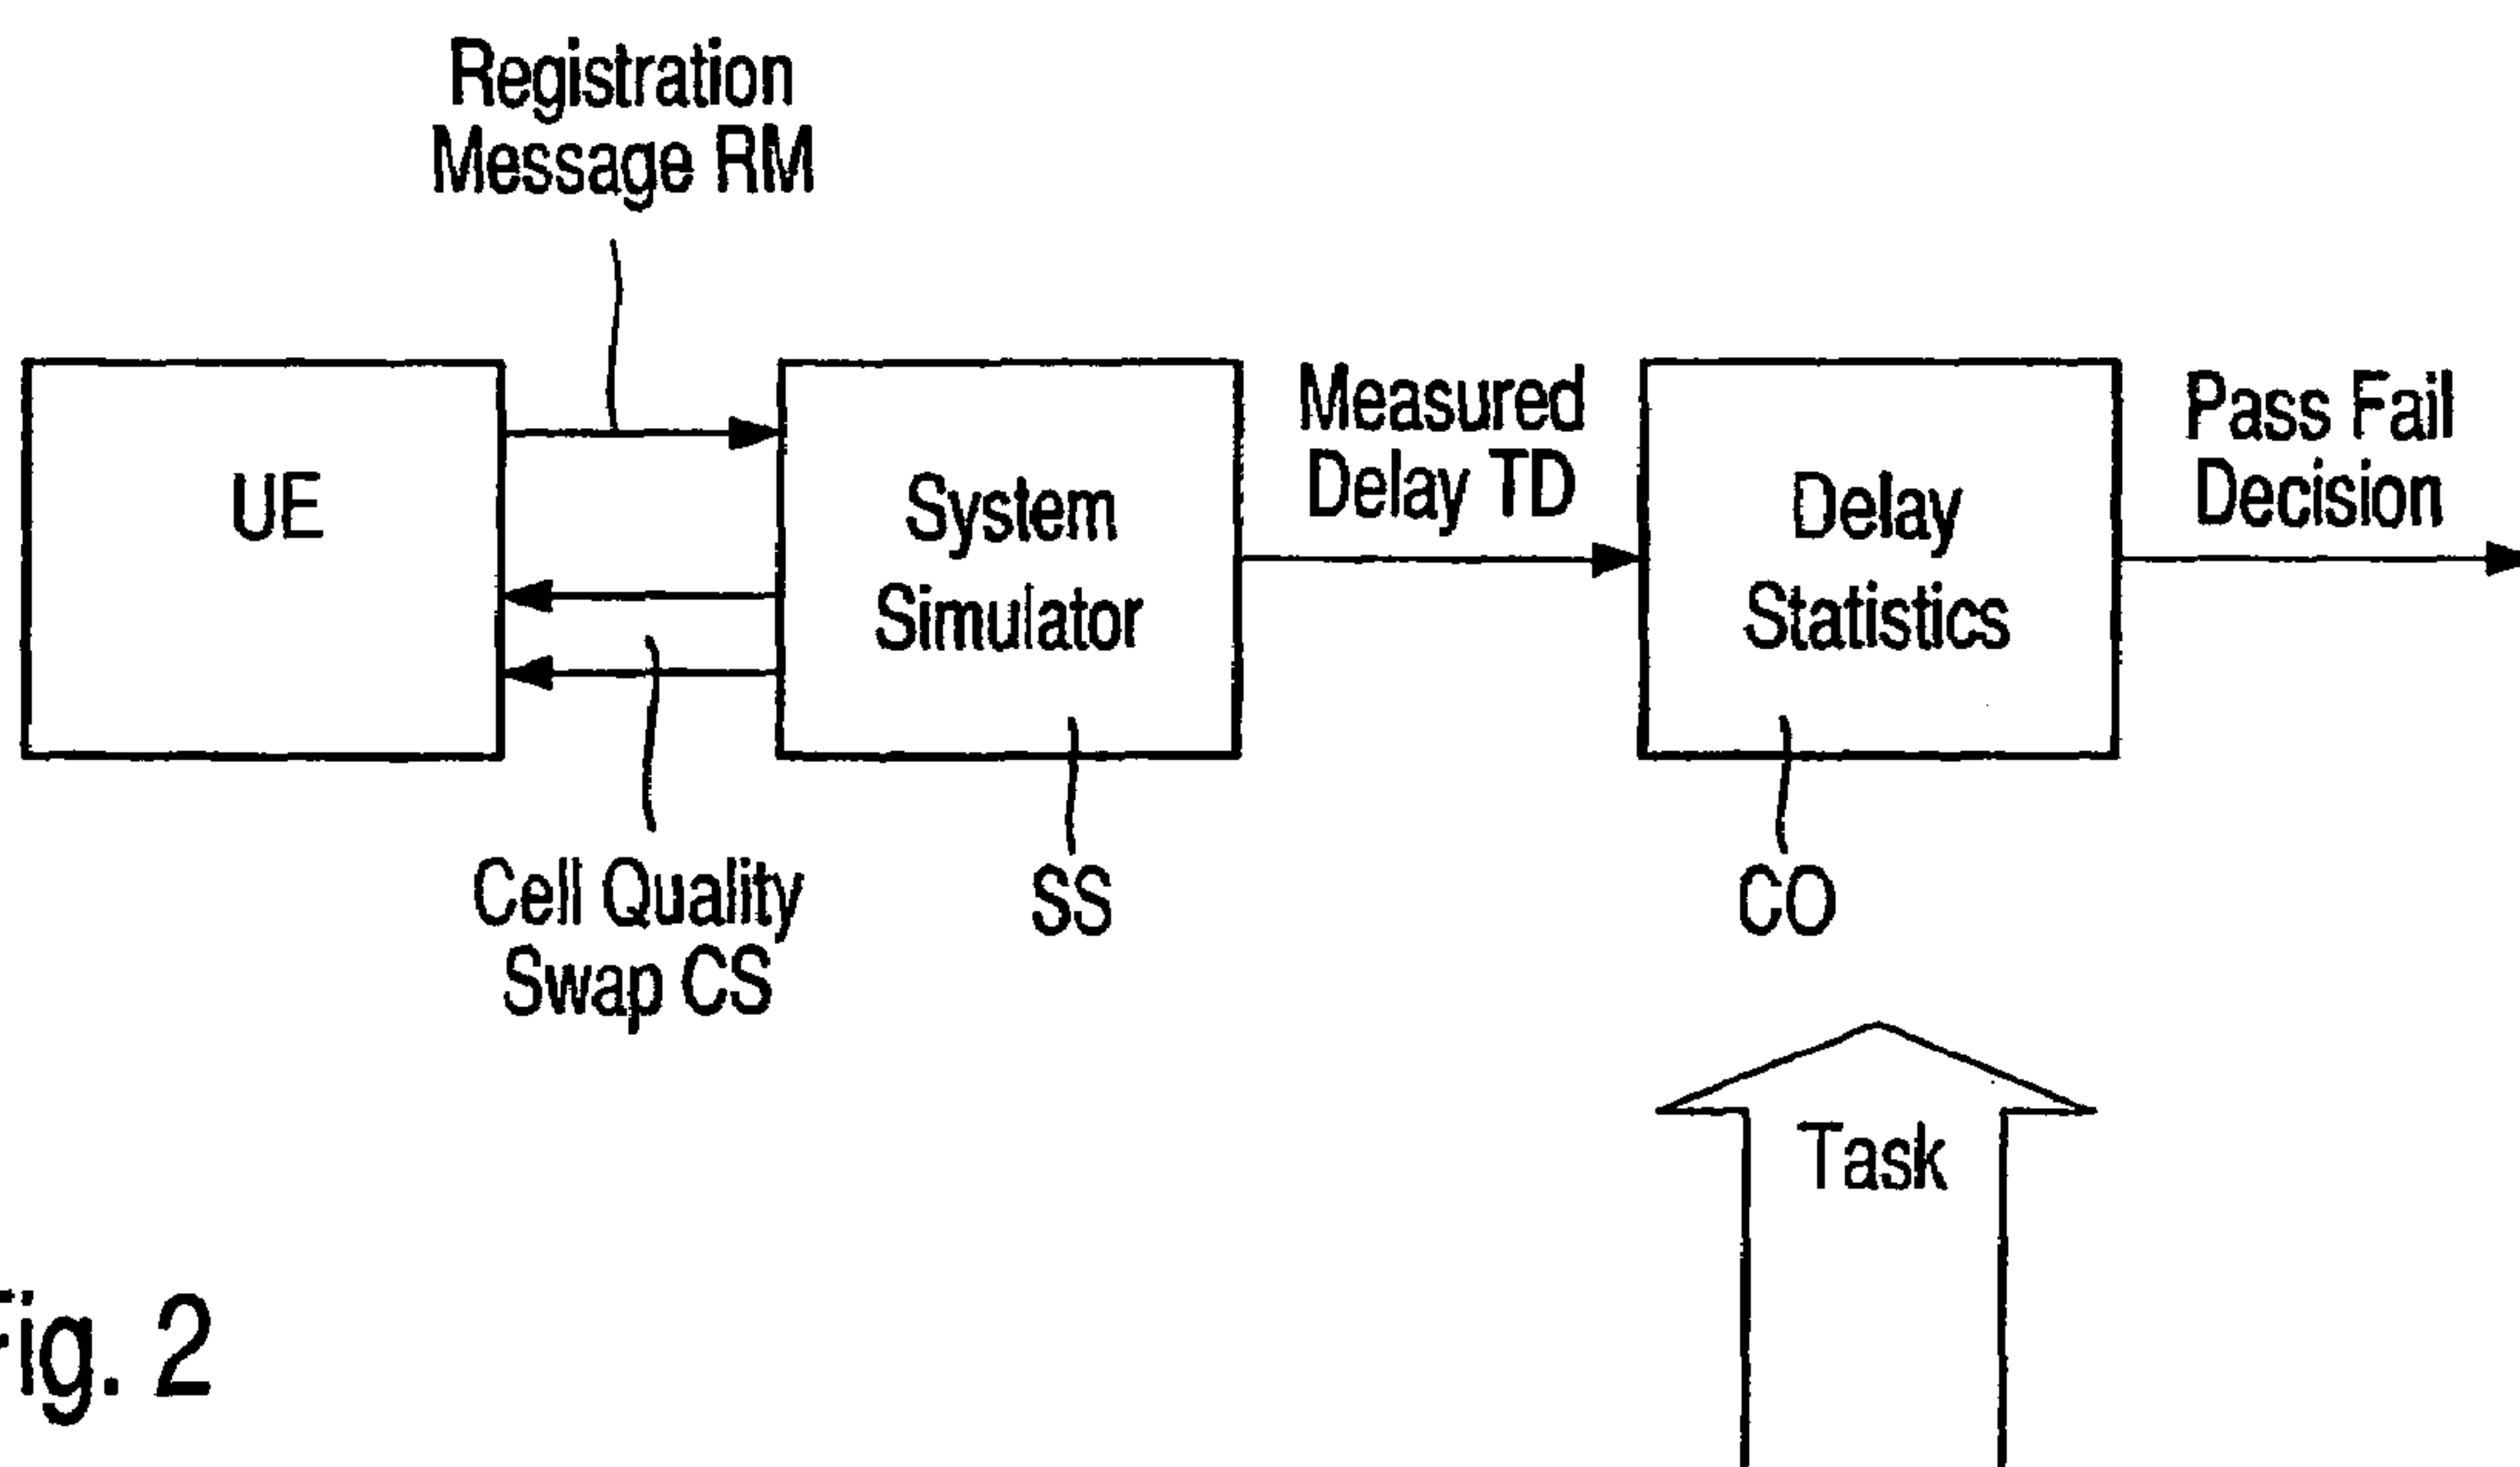 Registration
Message RM
UE
System
Simulator
Measured
Delay TD
Delay
Statistics
Pass Fail
Decision
Cell Quality
Swap CS
SS
CO
Task
Fig. 2